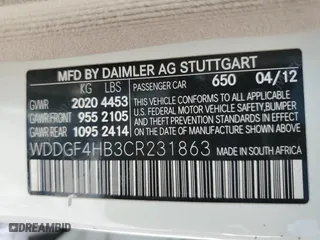 MFD BY DAIMLER AG STUTTGART
KG LBS PASSENGER CAR 650 04/12
GVWR 2020 4453 THIS VEHICLE CONFORMS TO ALL APPLICABLE
GAWR FRONT 955 2105 U.S. FEDERAL MOTOR VEHICLE SAFETY, BUMPER,
GAWR REAR 1095 2414 AND THEFT PREVENTION STANDARDS IN EFFECT ON THE DATE OF MANUFACTURE SHOWN ABOVE.
WDDGF4HB3CR231863 MADE IN SOUTH AFRICA